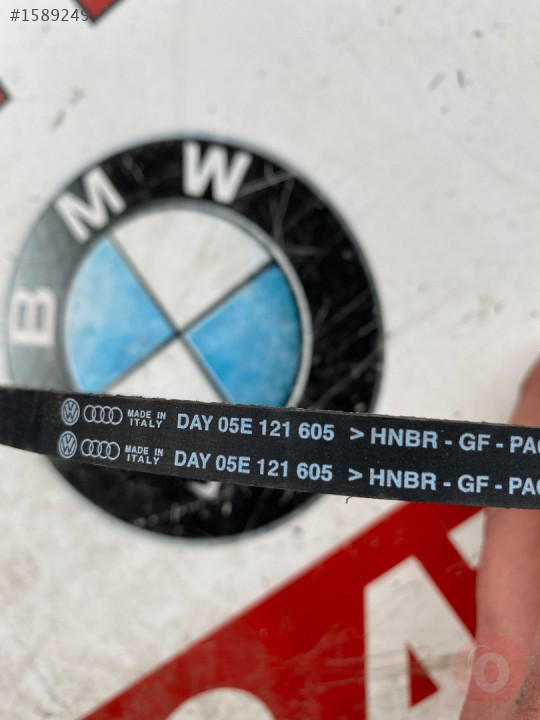 #1589249
BMW
MADE IN
ITALY DAY 05E 121 605 > HNBR - GF - PA
MADE IN
ITALY DAY 05E 121 605 > HNBR - GF - PA